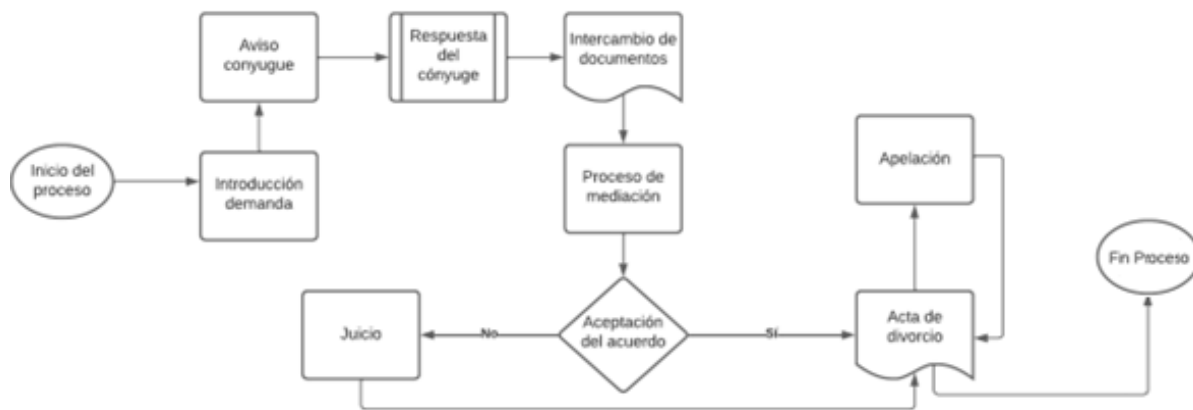 Inicio del
proceso
Introducción
demanda
Aviso
conyugue
Respuesta
del
cónyuge
Intercambio de
documentos
Proceso de
mediación
Aceptación
del acuerdo
No
Juicio
Sí
Acta de
divorcio
Apelación
Fin Proceso